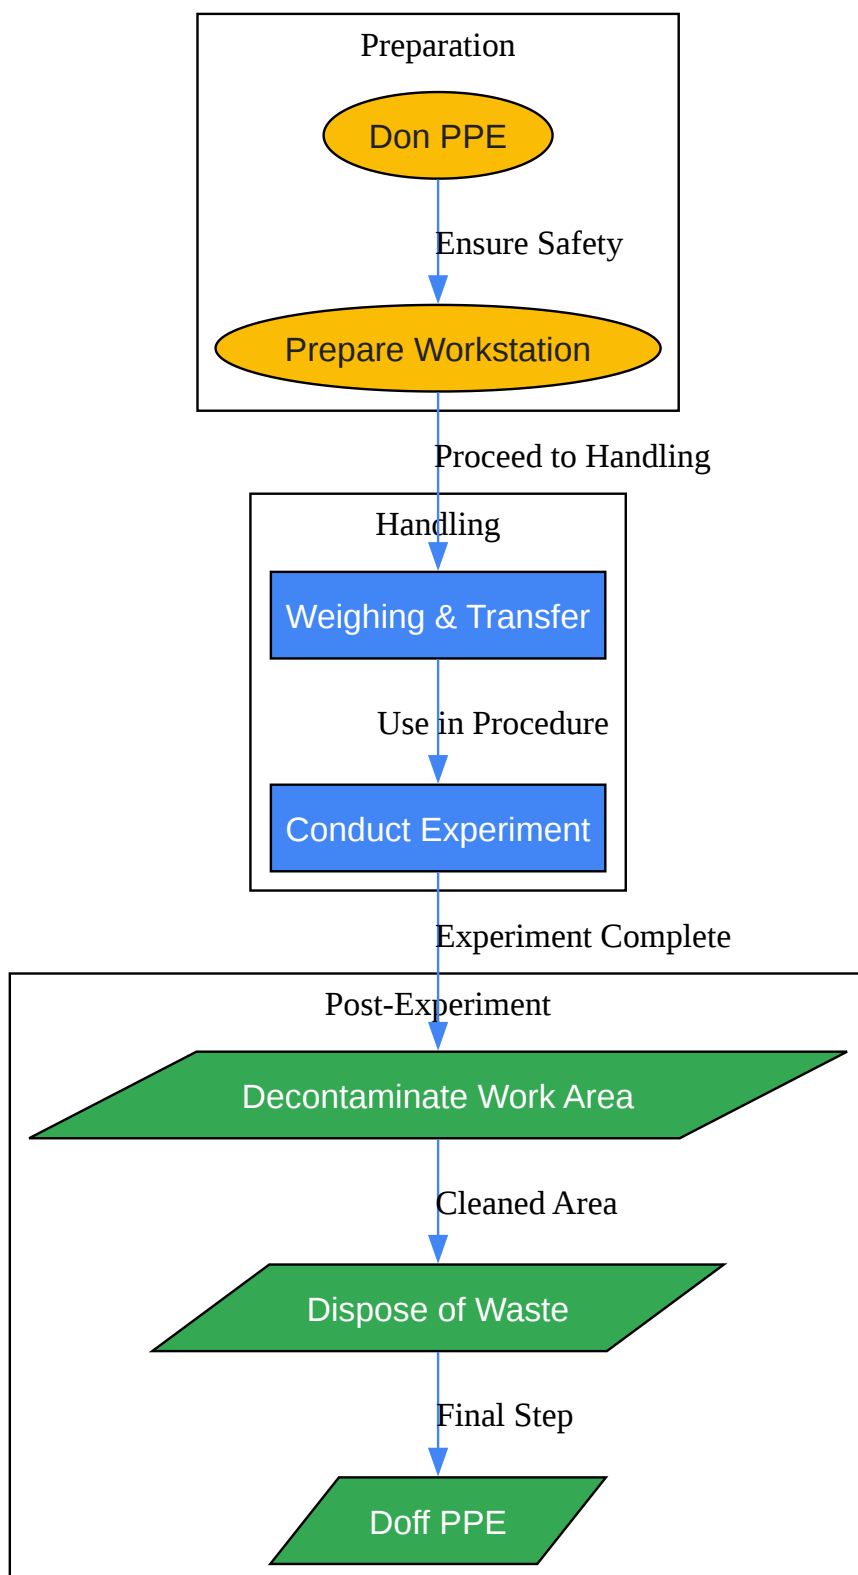 Preparation
Don PPE
Ensure Safety
Prepare Workstation
Proceed to Handling
Handling
Weighing & Transfer
Use in Procedure
Conduct Experiment
Experiment Complete
Post-Experiment
Decontaminate Work Area
Cleaned Area
Dispose of Waste
Final Step
Doff PPE